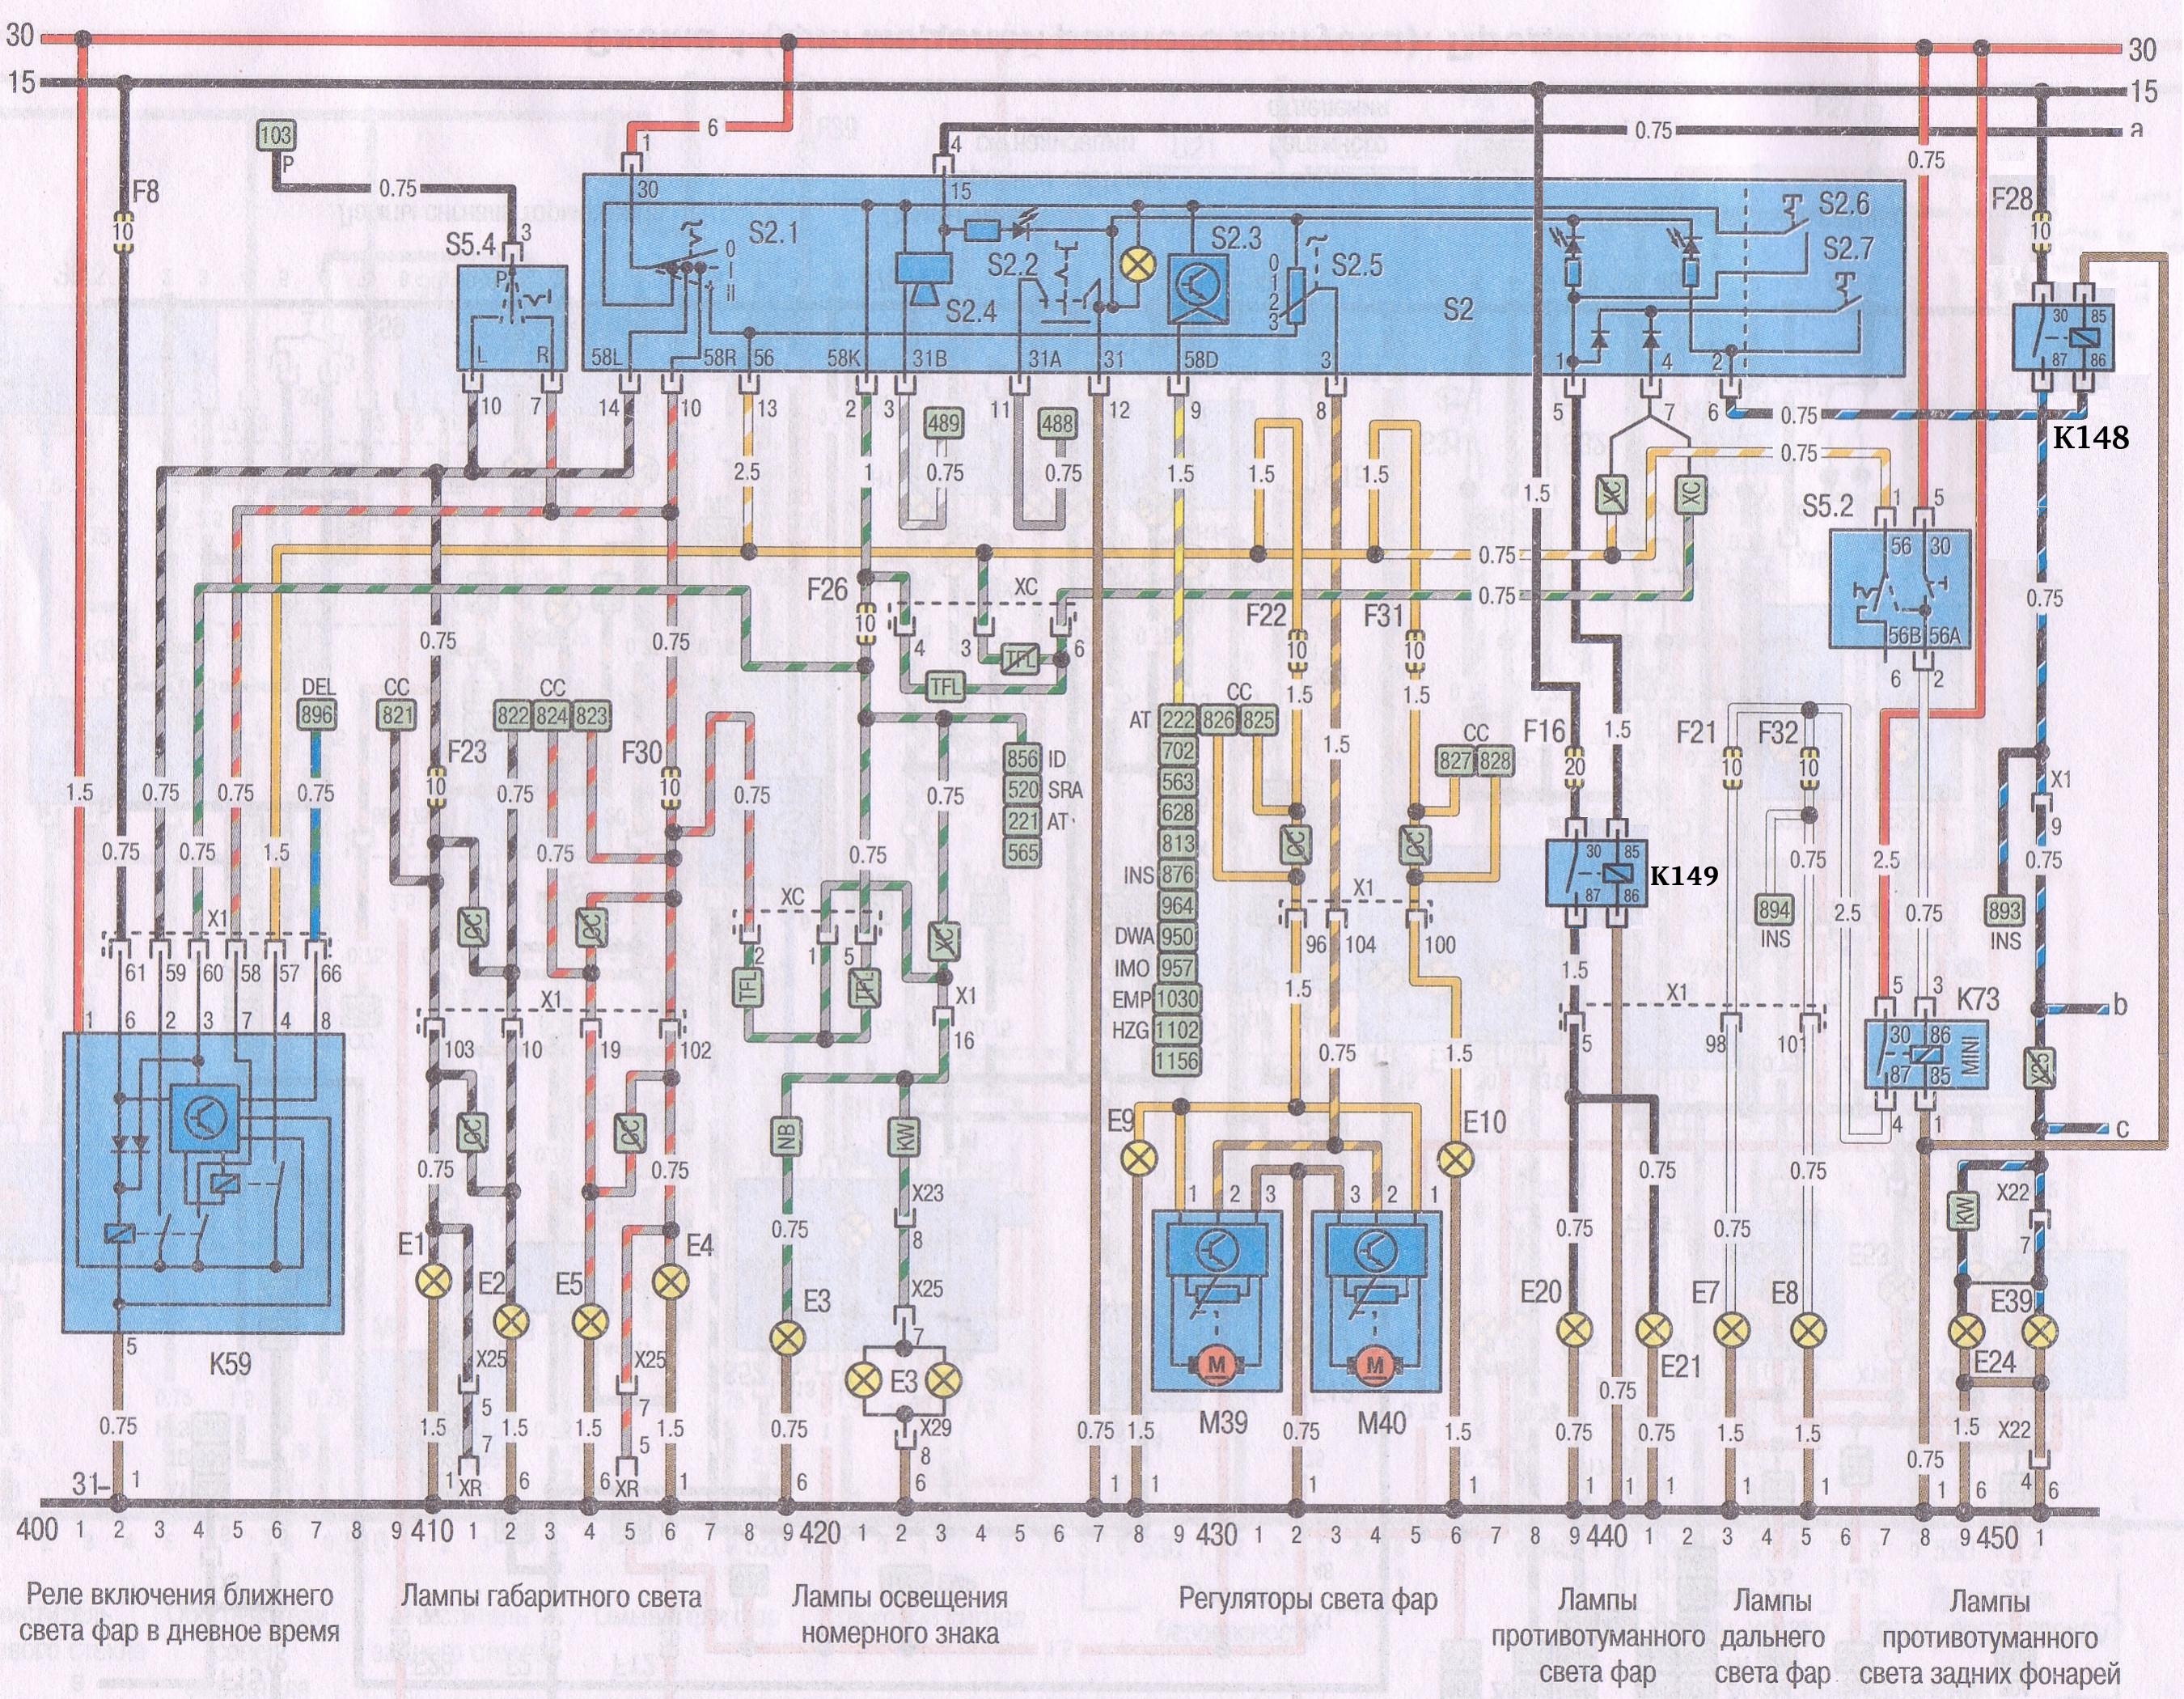 30
30
15
15
a
103
P
0.75
6
1
4
0.75
0.75
F8
10
F28
10
S5.4
3
P
L
R
30
S2.1
0
I
II
15
S2.2
S2.4
S2.3
S2.5
0
1
2
3
S2
S2.6
S2.7
58L
58R
56
58K
31B
31A
31
58D
3
1
4
2
30
85
87
86
K148
10
7
14
10
13
2
3
11
12
9
8
5
7
6
0.75
489
488
2.5
1
0.75
0.75
1.5
1.5
1.5
1.5
XC
XC
0.75
S5.2
1
5
56
30
56B
56A
6
2
0.75
0.75
F26
10
XC
4
3
6
TFL
TFL
F22
10
F31
10
0.75
0.75
0.75
DEL
896
CC
821
CC
822
824
823
F23
10
F30
10
1.5
1.5
AT
222
702
563
628
813
INS
876
964
DWA
950
IMO
957
EMP
1030
HZG
1102
1156
CC
826
825
CC
827
828
856
ID
520
SRA
221
AT
565
F16
20
1.5
F21
10
F32
10
X1
9
1.5
0.75
0.75
0.75
0.75
1.5
0.75
0.75
0.75
0.75
0.75
0.75
1.5
CC
CC
30
85
87
86
K149
0.75
2.5
0.75
894
INS
2.5
0.75
893
INS
X1
61
59
60
58
57
66
CC
CC
XC
2
1
5
TFL
TFL
XC
X1
16
X1
96
104
100
1.5
0.75
1.5
1.5
X1
5
98
101
5
3
K73
30
86
87
85
MINI
4
1
b
X25
c
1
6
2
3
7
4
8
X1
103
10
19
102
CC
CC
0.75
0.75
NB
KW
E9
E10
1
2
3
3
2
1
0.75
0.75
0.75
0.75
KW
X22
7
E1
E2
E5
E4
X23
8
X25
7
0.75
E3
E3
X29
8
M
M
M39
M40
E20
E21
E7
E8
E39
E24
5
K59
X25
5
7
XR
X25
7
5
XR
0.75
1.5
1.5
1.5
1.5
0.75
0.75
1.5
0.75
1.5
0.75
0.75
0.75
1.5
1.5
0.75
1.5
X22
4
31
1
1
6
6
1
6
6
1
1
1
1
1
1
1
1
1
1
6
6
400 1 2 3 4 5 6 7 8 9 410 1 2 3 4 5 6 7 8 9 420 1 2 3 4 5 6 7 8 9 430 1 2 3 4 5 6 7 8 9 440 1 2 3 4 5 6 7 8 9 450 1
Реле включения ближнего
света фар в дневное время
Лампы габаритного света
Лампы освещения
номерного знака
Регуляторы света фар
Лампы
противотуманного
света фар
Лампы
дальнего
света фар
Лампы
противотуманного
света задних фонарей